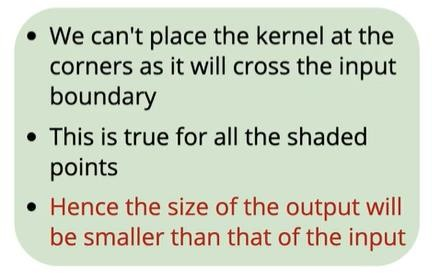 • We can't place the kernel at the
corners as it will cross the input
boundary
• This is true for all the shaded
points
• Hence the size of the output will
be smaller than that of the input